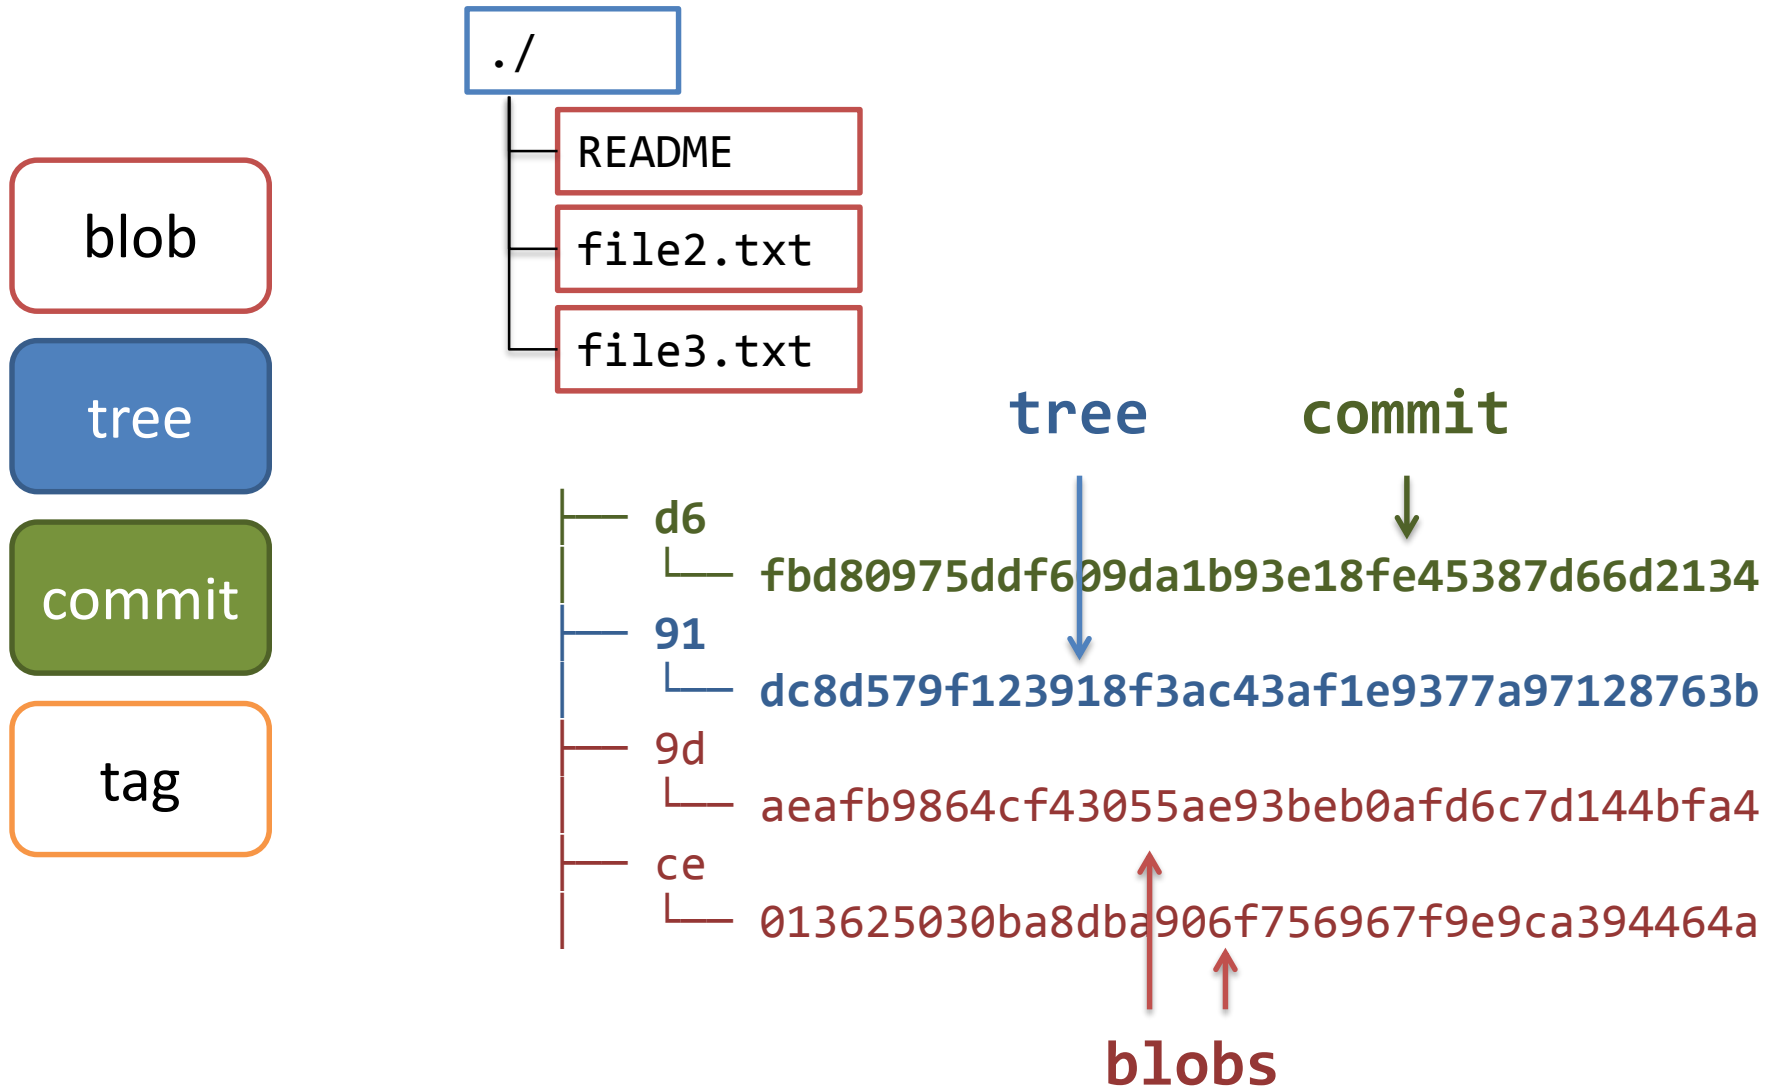 blob
tree
commit
tag
./
README
file2.txt
file3.txt
tree commit
d6
fbd80975ddf609da1b93e18fe45387d66d2134
91
dc8d579f123918f3ac43af1e9377a97128763b
9d
aeafb9864cf43055ae93beb0afd6c7d144bfa4
ce
013625030ba8dba906f756967f9e9ca394464a
blobs